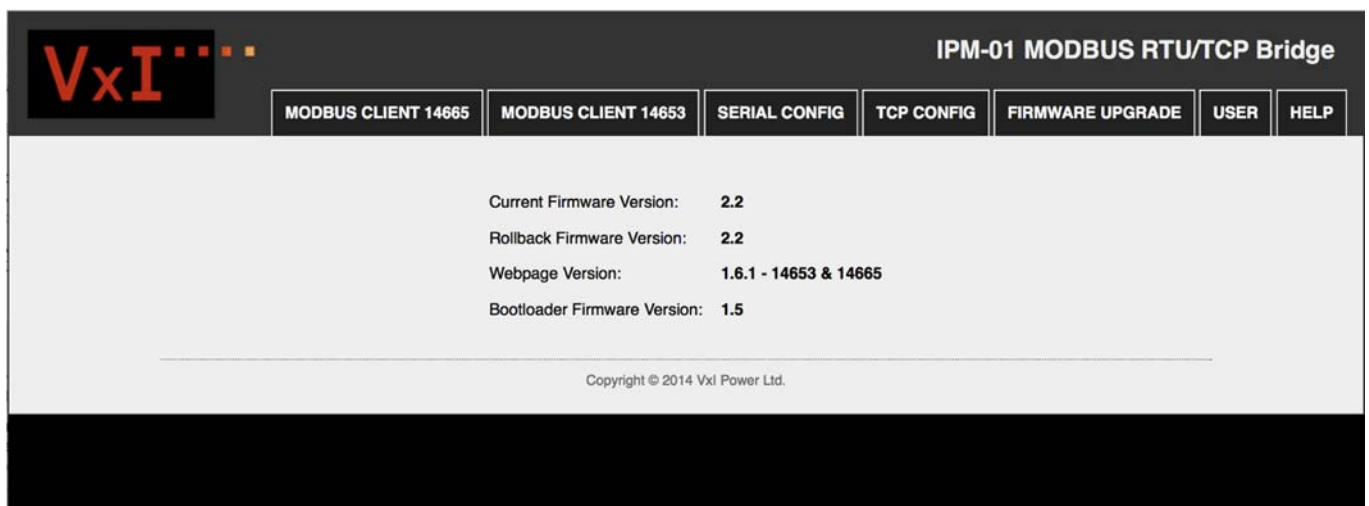 VxI
IPM-01 MODBUS RTU/TCP Bridge
MODBUS CLIENT 14665 MODBUS CLIENT 14653 SERIAL CONFIG TCP CONFIG FIRMWARE UPGRADE USER HELP
Current Firmware Version: 2.2
Rollback Firmware Version: 2.2
Webpage Version: 1.6.1 - 14653 & 14665
Bootloader Firmware Version: 1.5
Copyright © 2014 VxI Power Ltd.